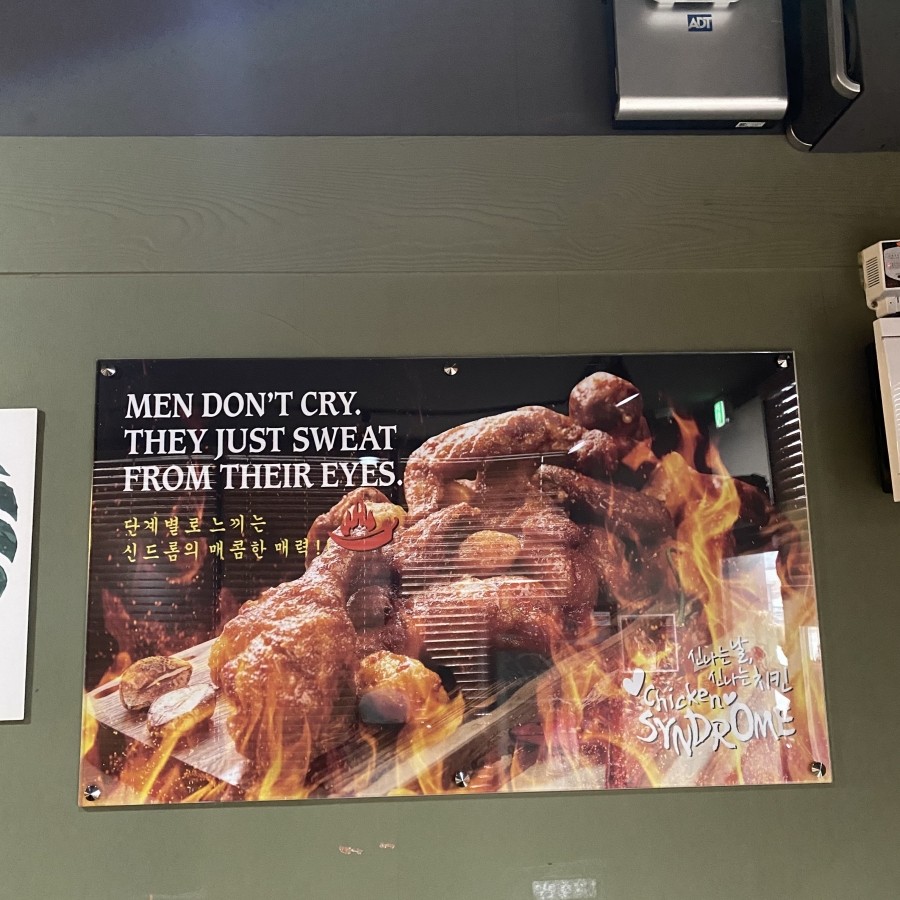 ADT
MEN DON'T CRY.
THEY JUST SWEAT
FROM THEIR EYES.
단계별로 느끼는
신드롬의 매콤한 매력!
신나는날,
신나는치킨
Chicken
SYNDROME